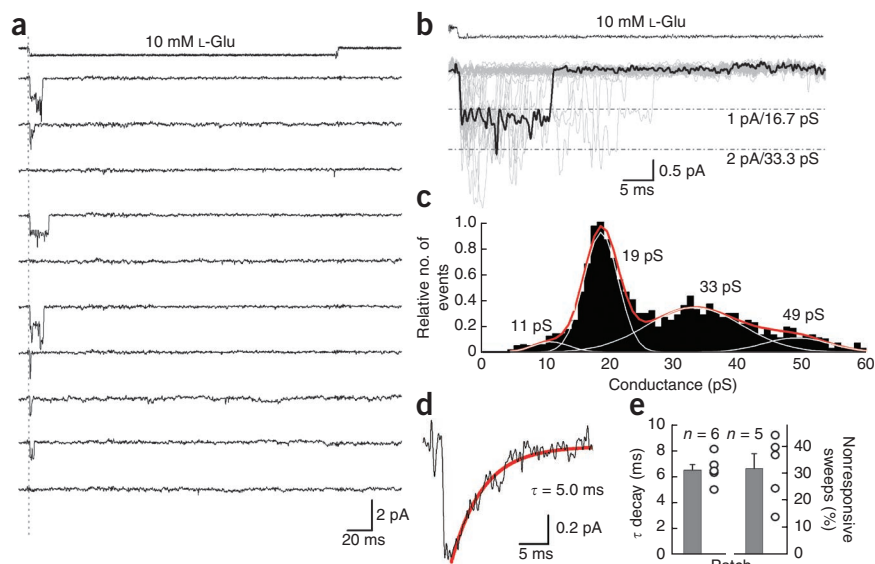 a
10 mM L-Glu
2 pA
20 ms
b
10 mM L-Glu
1 pA/16.7 pS
2 pA/33.3 pS
0.5 pA
5 ms
c
Relative no. of
events
1.0
0.8
0.6
0.4
0.2
0
11 pS
19 pS
33 pS
49 pS
0 10 20 30 40 50 60
Conductance (pS)
d
τ = 5.0 ms
0.2 pA
5 ms
e
τ decay (ms)
10
8
6
4
2
0
n = 6 n = 5
40
30
20
10
0
Nonresponsive
sweeps (%)
Patch